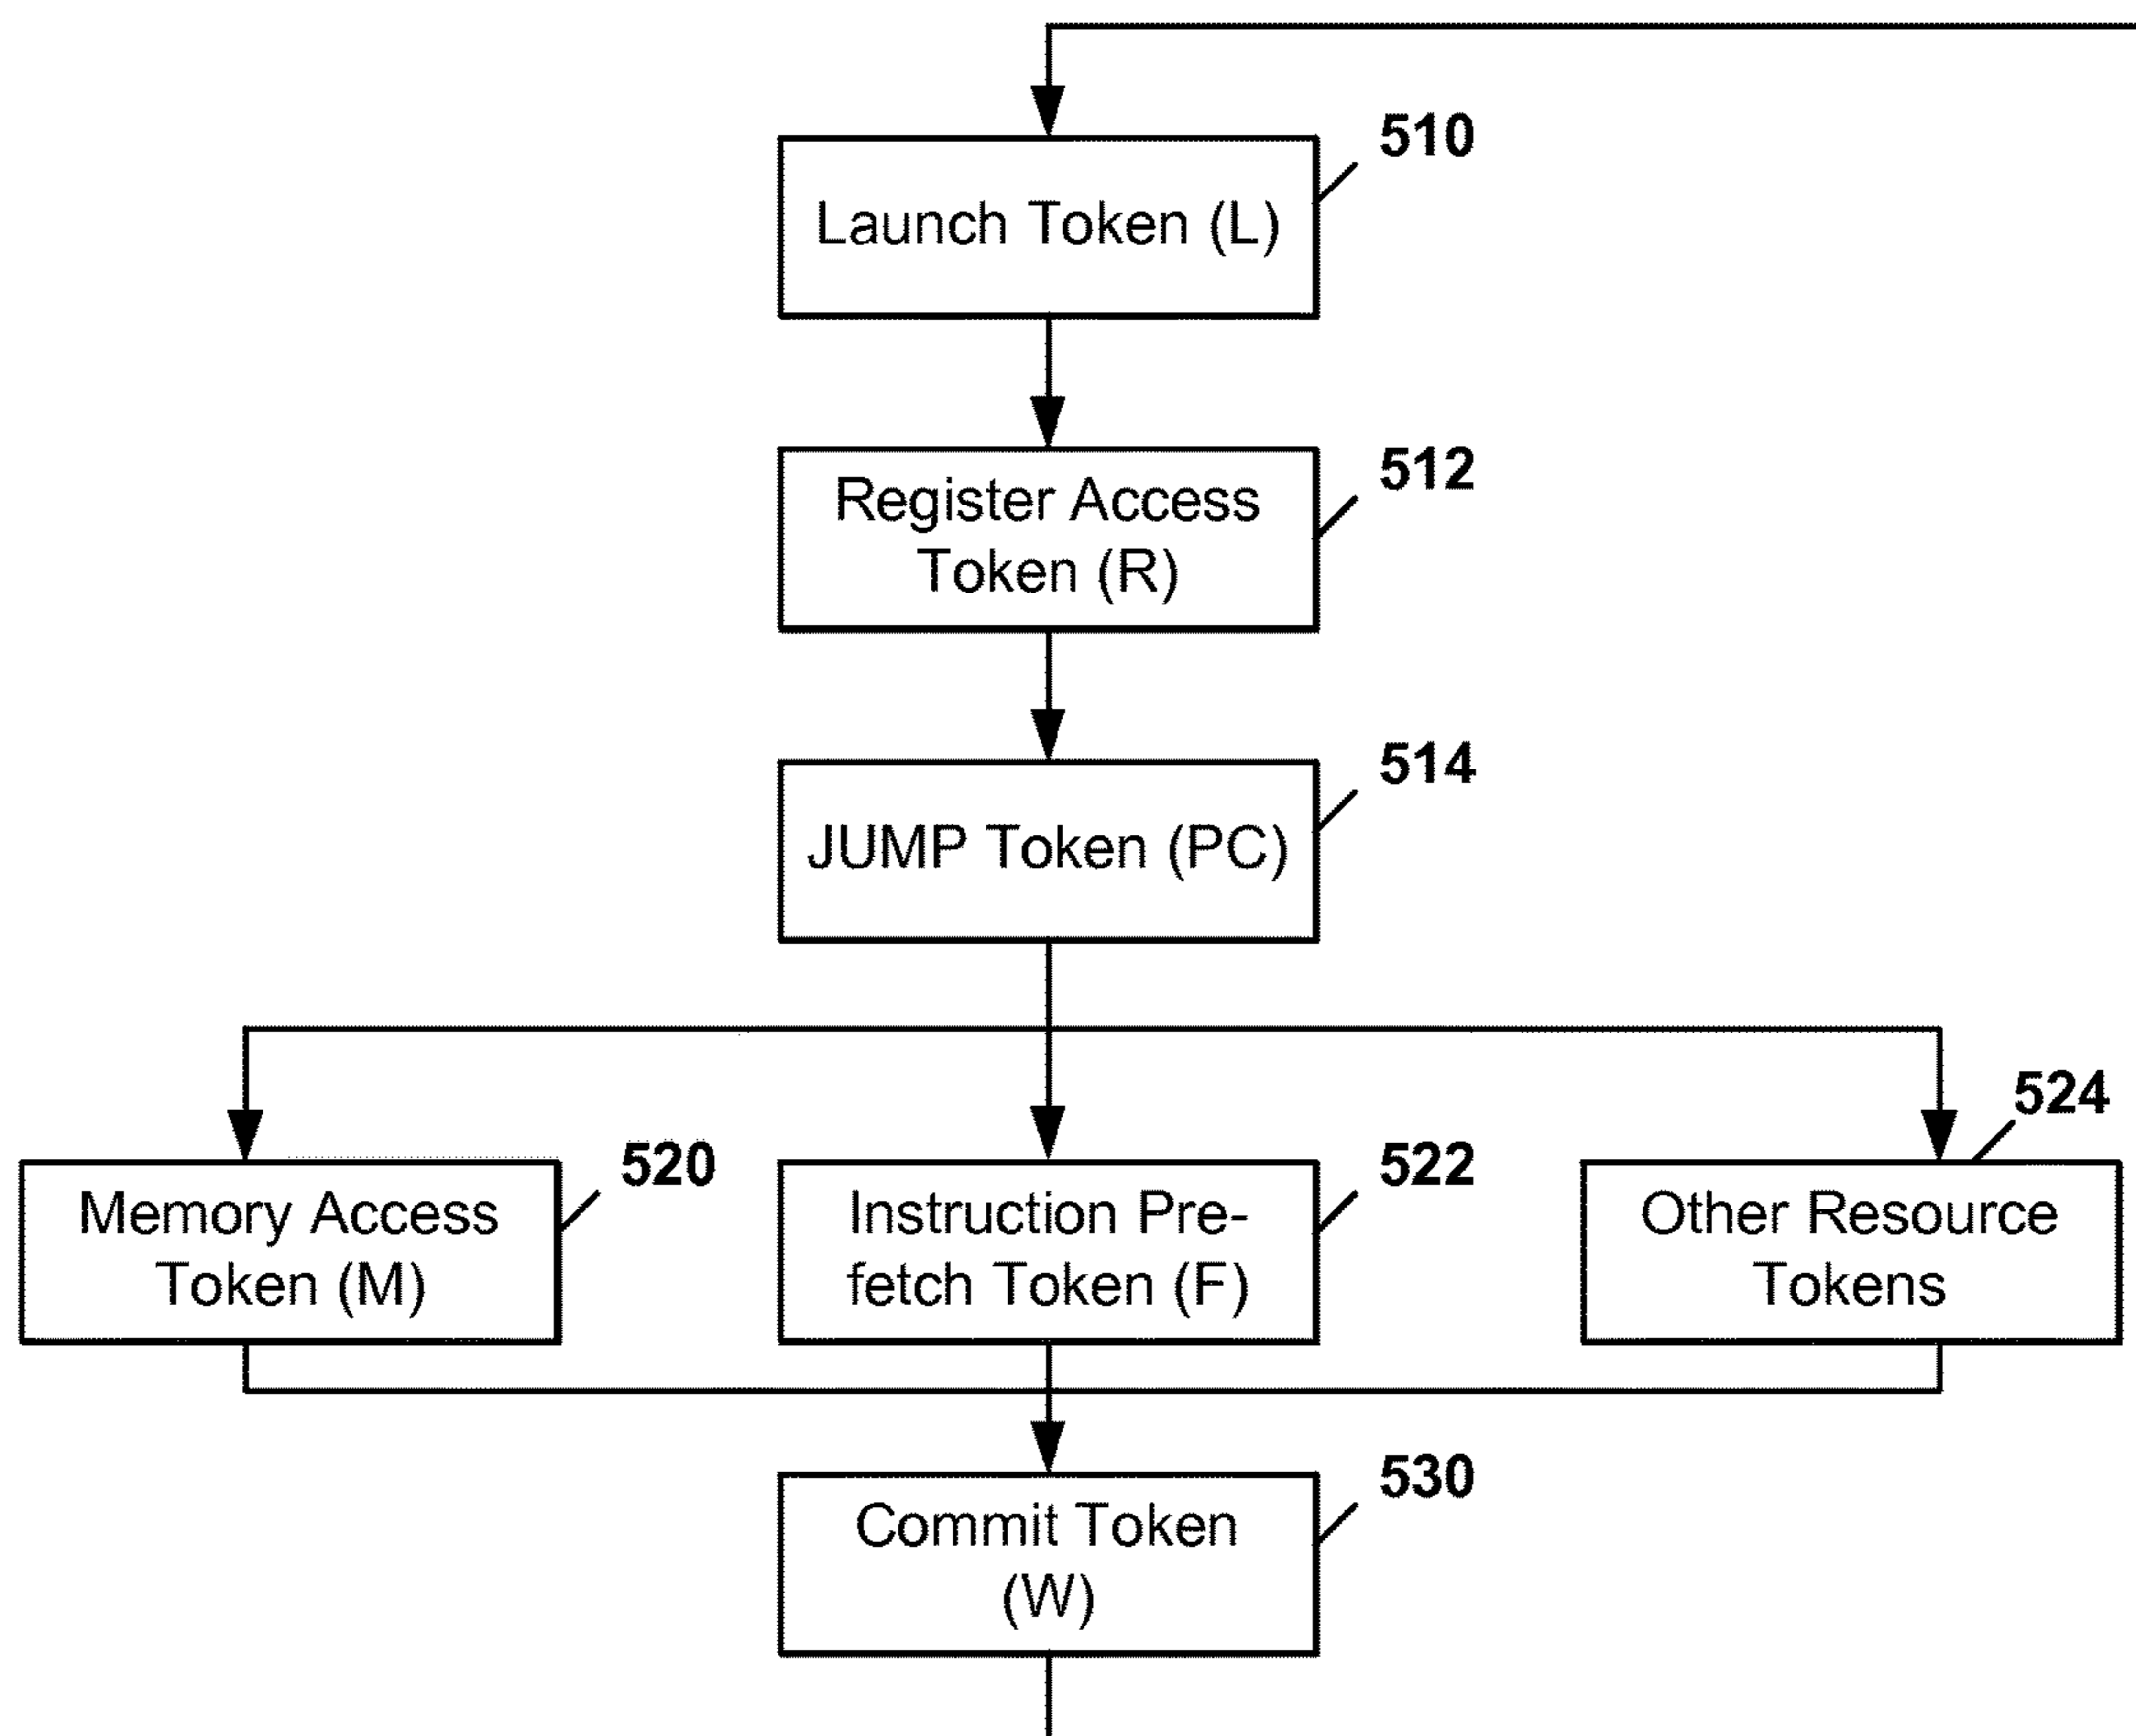 510
Launch Token (L)
512
Register Access
Token (R)
514
JUMP Token (PC)
524
520
522
Memory Access
Token (M)
Instruction Pre-
fetch Token (F)
Other Resource
Tokens
530
Commit Token
(W)